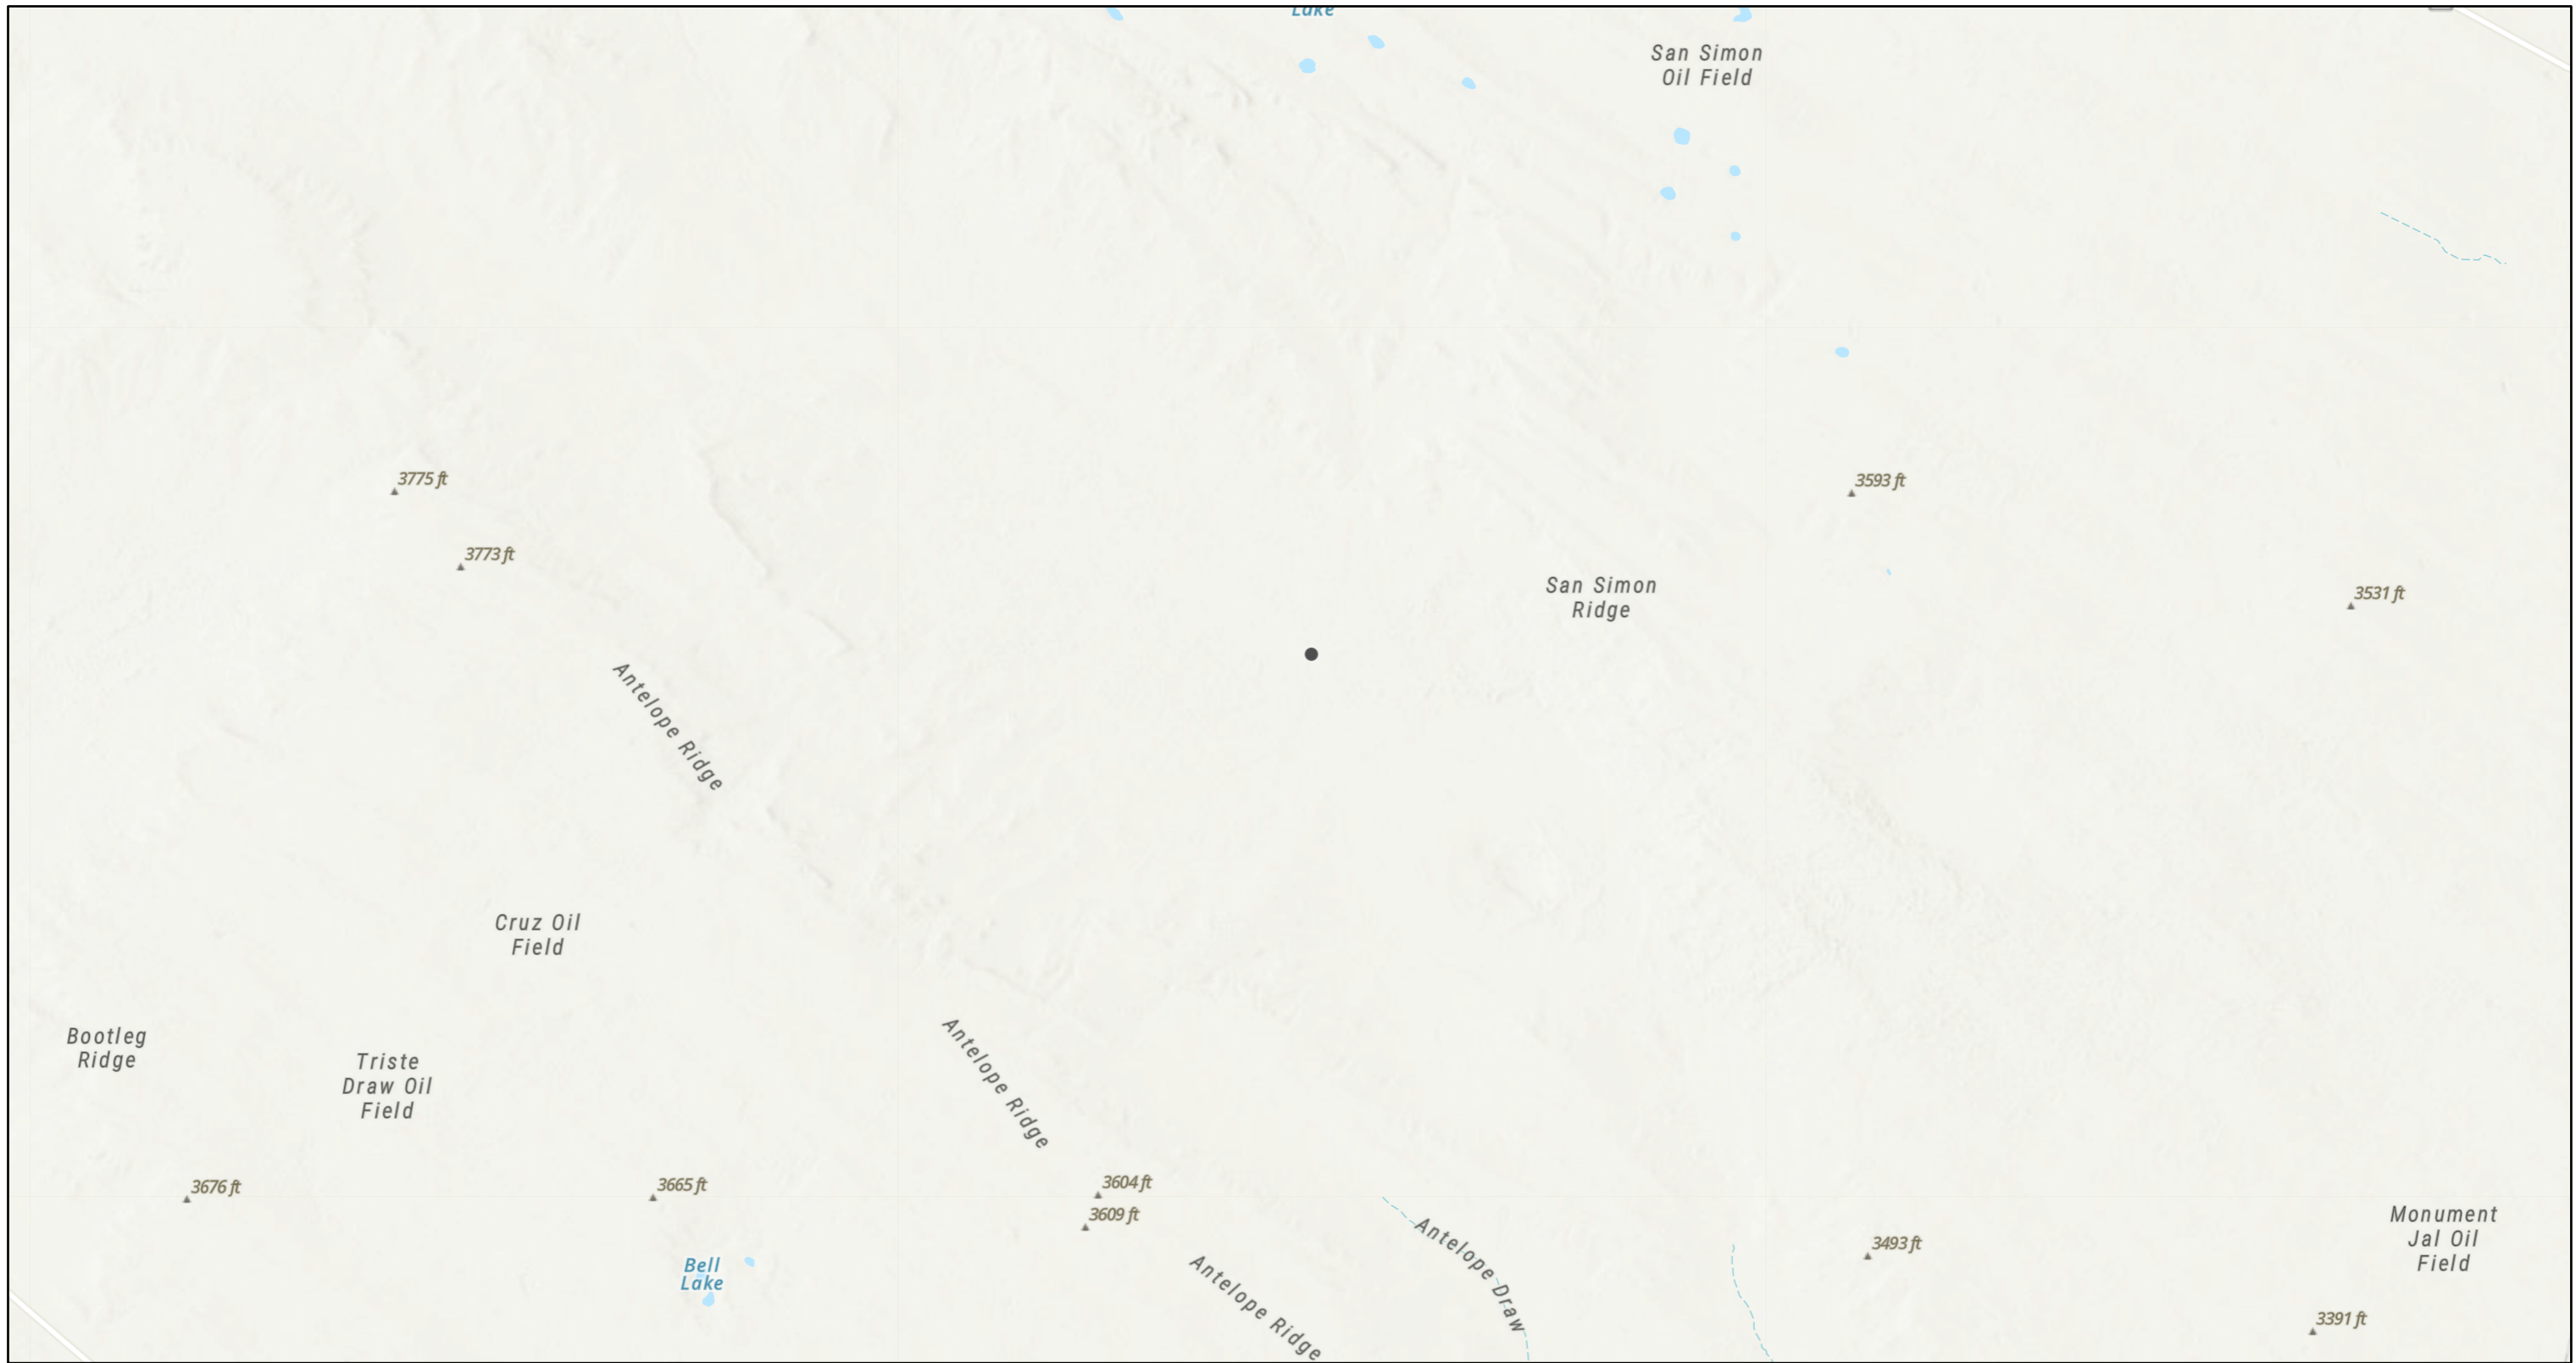 Lake
San Simon
Oil Field
3775 ft
3593 ft
3773 ft
San Simon
Ridge
3531 ft
Antelope Ridge
Cruz Oil
Field
Bootleg
Ridge
Triste
Draw Oil
Field
Antelope Ridge
3676 ft
3665 ft
3604 ft
3609 ft
Antelope Draw
3493 ft
Monument
Jal Oil
Field
Bell
Lake
Antelope Ridge
3391 ft